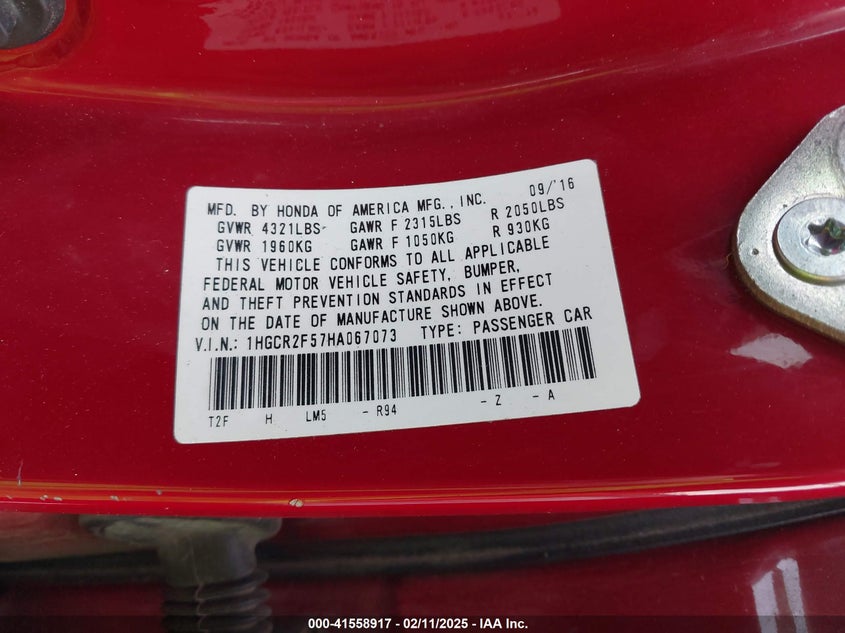 MFD. BY HONDA OF AMERICA MFG., INC. 09/'16
GVWR 4321LBS GAWR F 2315LBS R 2050LBS
GVWR 1960KG GAWR F 1050KG R 930KG
THIS VEHICLE CONFORMS TO ALL APPLICABLE
FEDERAL MOTOR VEHICLE SAFETY, BUMPER,
AND THEFT PREVENTION STANDARDS IN EFFECT
ON THE DATE OF MANUFACTURE SHOWN ABOVE.
V.I.N.: 1HGCR2F57HA067073 TYPE: PASSENGER CAR
T2F H LM5 - R94 - Z - A
000-41558917 / 02/11/2025 - IAA Inc.